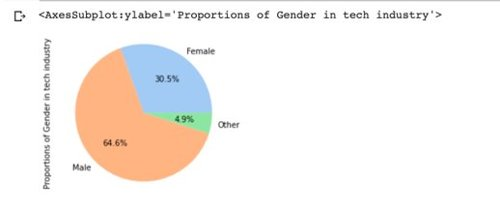 <AxesSubplot:ylabel='Proportions of Gender in tech industry'>
Proportions of Gender in tech industry
Female
30.5%
4.9%
Other
64.6%
Male